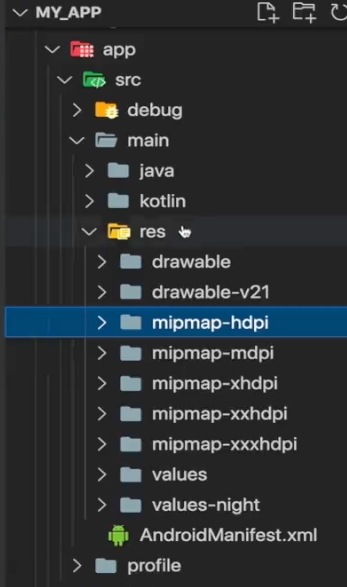 MY_APP
app
src
debug
main
java
kotlin
res
drawable
drawable-v21
mipmap-hdpi
mipmap-mdpi
mipmap-xhdpi
mipmap-xxhdpi
mipmap-xxxhdpi
values
values-night
AndroidManifest.xml
profile